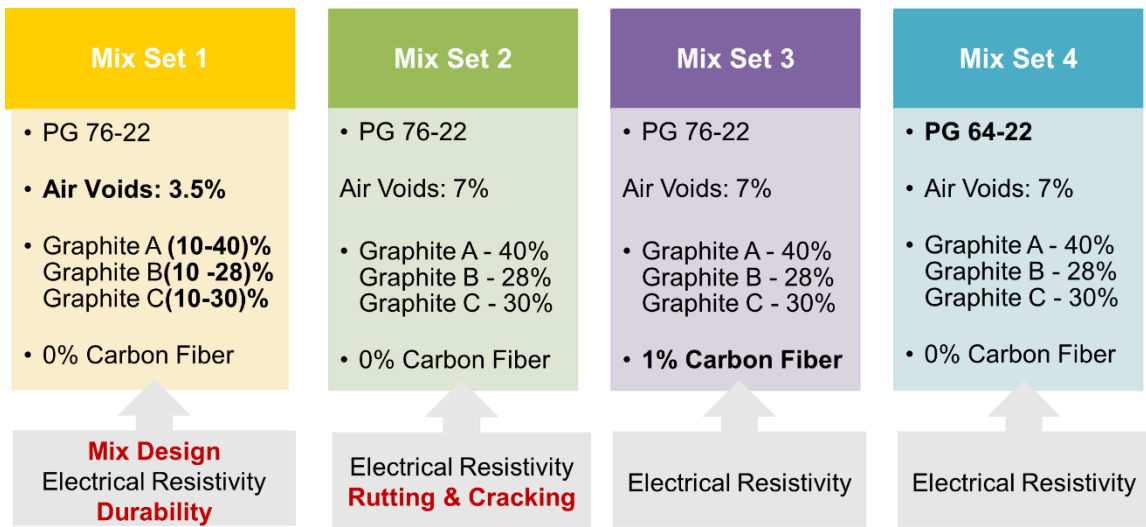 Mix Set 1
• PG 76-22
• Air Voids: 3.5%
• Graphite A (10-40)%
Graphite B(10 -28)%
Graphite C(10-30)%
• 0% Carbon Fiber
Mix Design
Electrical Resistivity
Durability
Mix Set 2
• PG 76-22
Air Voids: 7%
• Graphite A - 40%
Graphite B - 28%
Graphite C - 30%
• 0% Carbon Fiber
Electrical Resistivity
Rutting & Cracking
Mix Set 3
• PG 76-22
Air Voids: 7%
• Graphite A - 40%
Graphite B - 28%
Graphite C - 30%
• 1% Carbon Fiber
Electrical Resistivity
Mix Set 4
• PG 64-22
• Air Voids: 7%
• Graphite A - 40%
Graphite B - 28%
Graphite C - 30%
• 0% Carbon Fiber
Electrical Resistivity